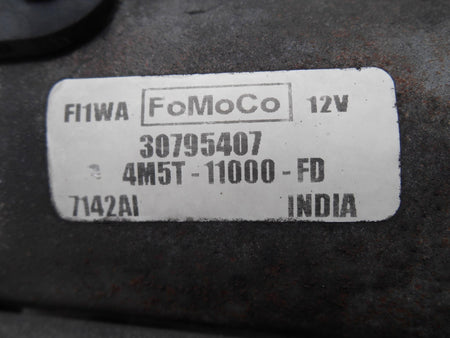 FI1WA FoMoCo 12V
30795407
4M5T-11000-FD
7142AI INDIA